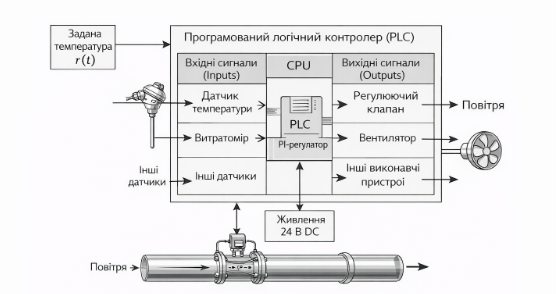 Задана
температура
r(t)
Програмований логічний контролер (PLC)
Вхідні сигнали
(Inputs)
CPU
Вихідні сигнали
(Outputs)
Датчик
температури
Регулюючий
клапан
Повітря
PLC
Витратомір
PI-регулятор
Вентилятор
Інші
датчики
Інші датчики
Інші виконавчі
пристрої
Живлення
24 В DC
Повітря